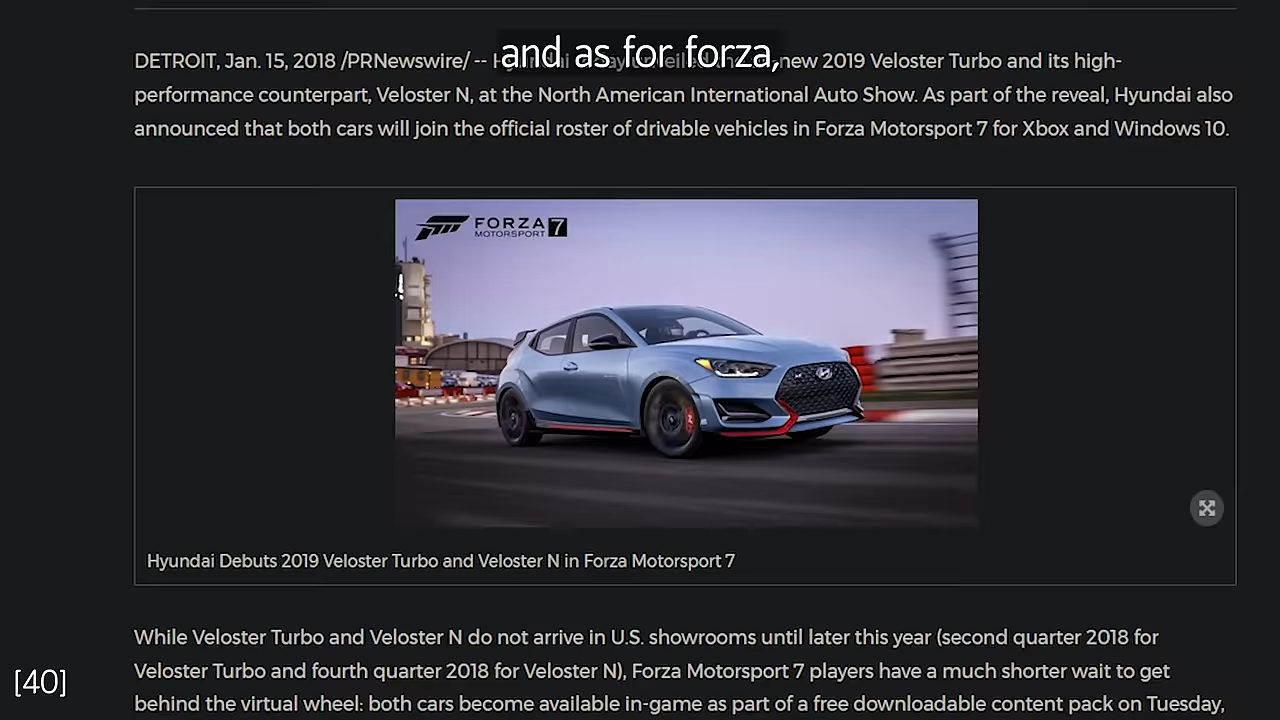 and as for forza,
DETROIT, Jan. 15, 2018 /PRNewswire/ -- new 2019 Veloster Turbo and its high-
performance counterpart, Veloster N, at the North American International Auto Show. As part of the reveal, Hyundai also
announced that both cars will join the official roster of drivable vehicles in Forza Motorsport 7 for Xbox and Windows 10.
FORZA 7
MOTORSPORT
Hyundai Debuts 2019 Veloster Turbo and Veloster N in Forza Motorsport 7
While Veloster Turbo and Veloster N do not arrive in U.S. showrooms until later this year (second quarter 2018 for
[40]
Veloster Turbo and fourth quarter 2018 for Veloster N), Forza Motorsport 7 players have a much shorter wait to get
behind the virtual wheel: both cars become available in-game as part of a free downloadable content pack on Tuesday,